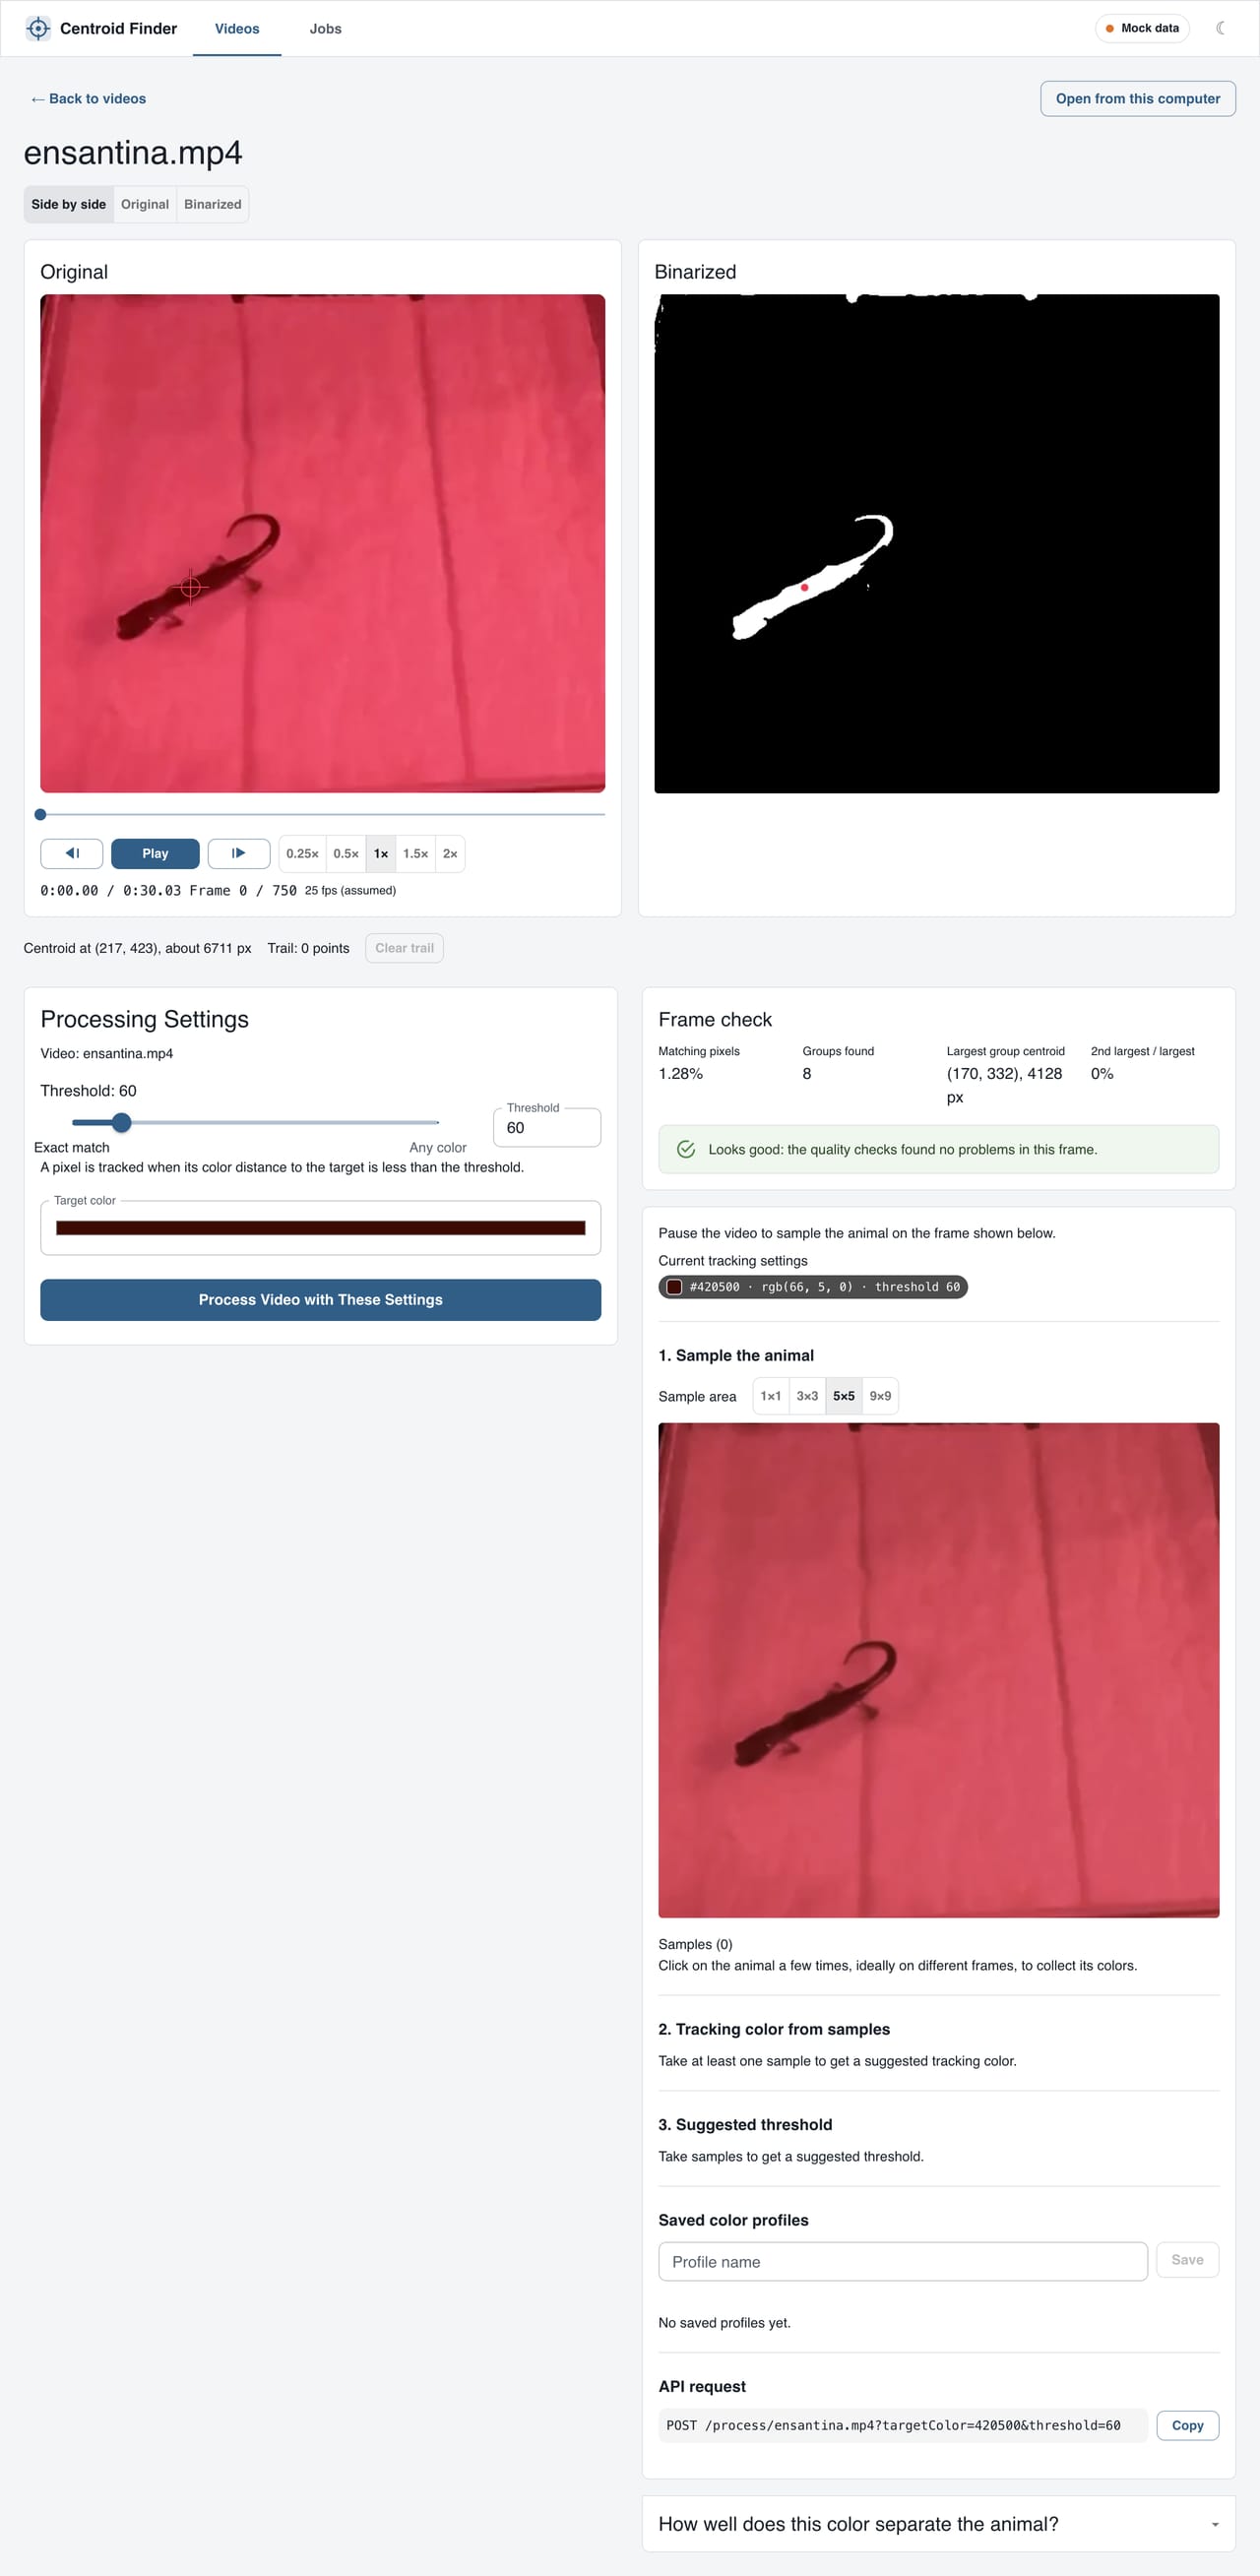 Centroid Finder
Videos
Jobs
Mock data
← Back to videos
Open from this computer
ensantina.mp4
Side by side
Original
Binarized
Original
Binarized
Play
0.25×
0.5×
1×
1.5×
2×
0:00.00 / 0:30.03 Frame 0 / 750 25 fps (assumed)
Centroid at (217, 423), about 6711 px
Trail: 0 points
Clear trail
Processing Settings
Video: ensantina.mp4
Threshold: 60
Threshold
60
Exact match
Any color
A pixel is tracked when its color distance to the target is less than the threshold.
Target color
Process Video with These Settings
Frame check
Matching pixels
1.28%
Groups found
8
Largest group centroid
(170, 332), 4128
px
2nd largest / largest
0%
Looks good: the quality checks found no problems in this frame.
Pause the video to sample the animal on the frame shown below.
Current tracking settings
#420500 · rgb(66, 5, 0) · threshold 60
1. Sample the animal
Sample area
1×1
3×3
5×5
9×9
Samples (0)
Click on the animal a few times, ideally on different frames, to collect its colors.
2. Tracking color from samples
Take at least one sample to get a suggested tracking color.
3. Suggested threshold
Take samples to get a suggested threshold.
Saved color profiles
Profile name
Save
No saved profiles yet.
API request
POST /process/ensantina.mp4?targetColor=420500&threshold=60
Copy
How well does this color separate the animal?